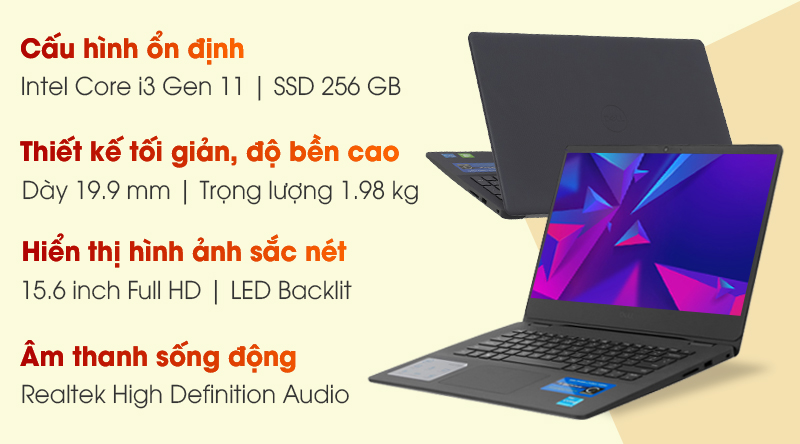 Cấu hình ổn định
Intel Core i3 Gen 11 | SSD 256 GB
Thiết kế tối giản, độ bền cao
Dày 19.9 mm | Trọng lượng 1.98 kg
Hiển thị hình ảnh sắc nét
15.6 inch Full HD | LED Backlit
Âm thanh sống động
Realtek High Definition Audio